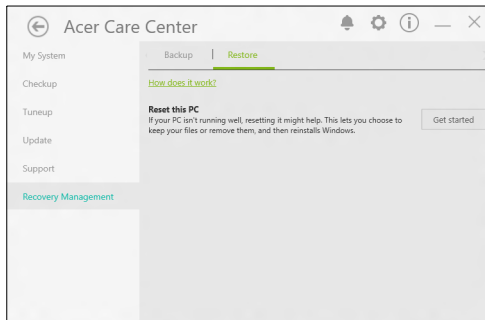 Acer Care Center
My System
Checkup
Tuneup
Update
Support
Recovery Management
Backup
Restore
How does it work?
Reset this PC
If your PC isn't running well, resetting it might help. This lets you choose to
keep your files or remove them, and then reinstalls Windows.
Get started